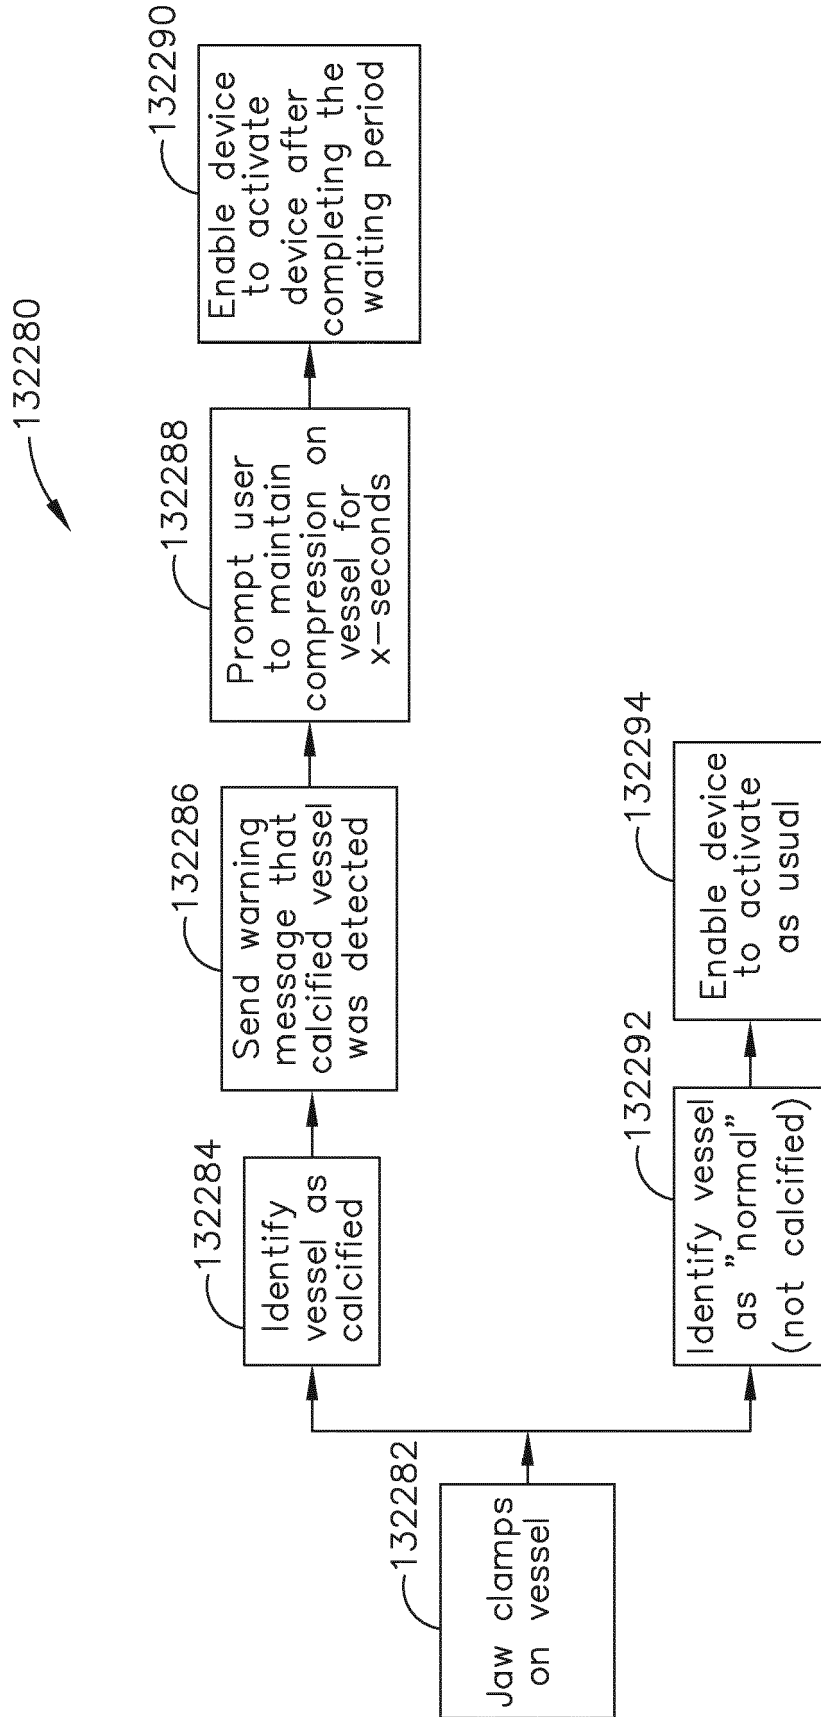 132280
132282
Jaw clamps
on vessel
132284
Identify
vessel as
calcified
132286
Send warning
message that
calcified vessel
was detected
132288
Prompt user
to maintain
compression on
vessel for
x–seconds
132290
Enable device
to activate
device after
completing the
waiting period
132292
Identify vessel
as "normal"
(not calcified)
132294
Enable device
to activate
as usual